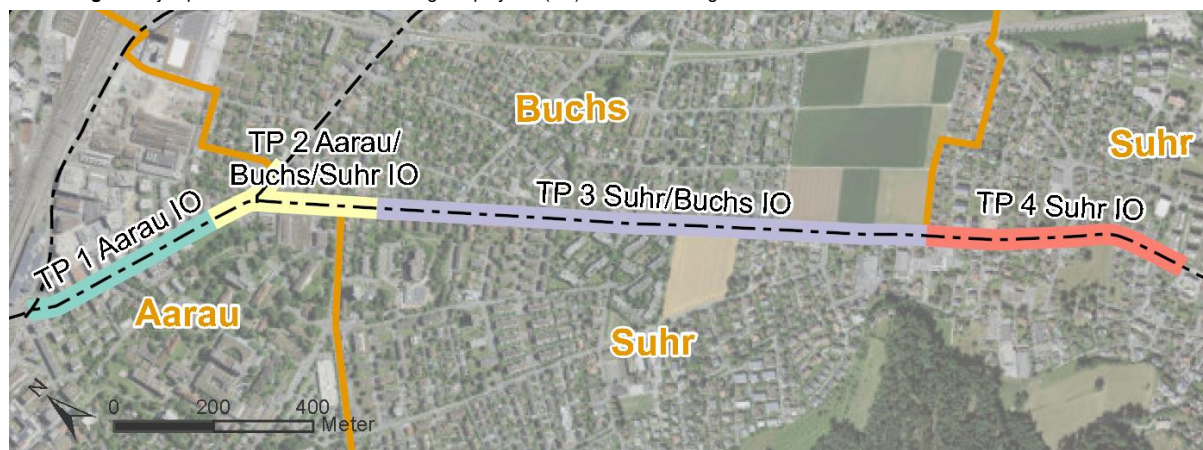 Buchs
Suhr
TP 2 Aarau/
Buchs/Suhr IO
TP 3 Suhr/Buchs IO
TP 4 Suhr IO
TP 1 Aarau IO
Aarau
Suhr
N
0 200 400
Meter